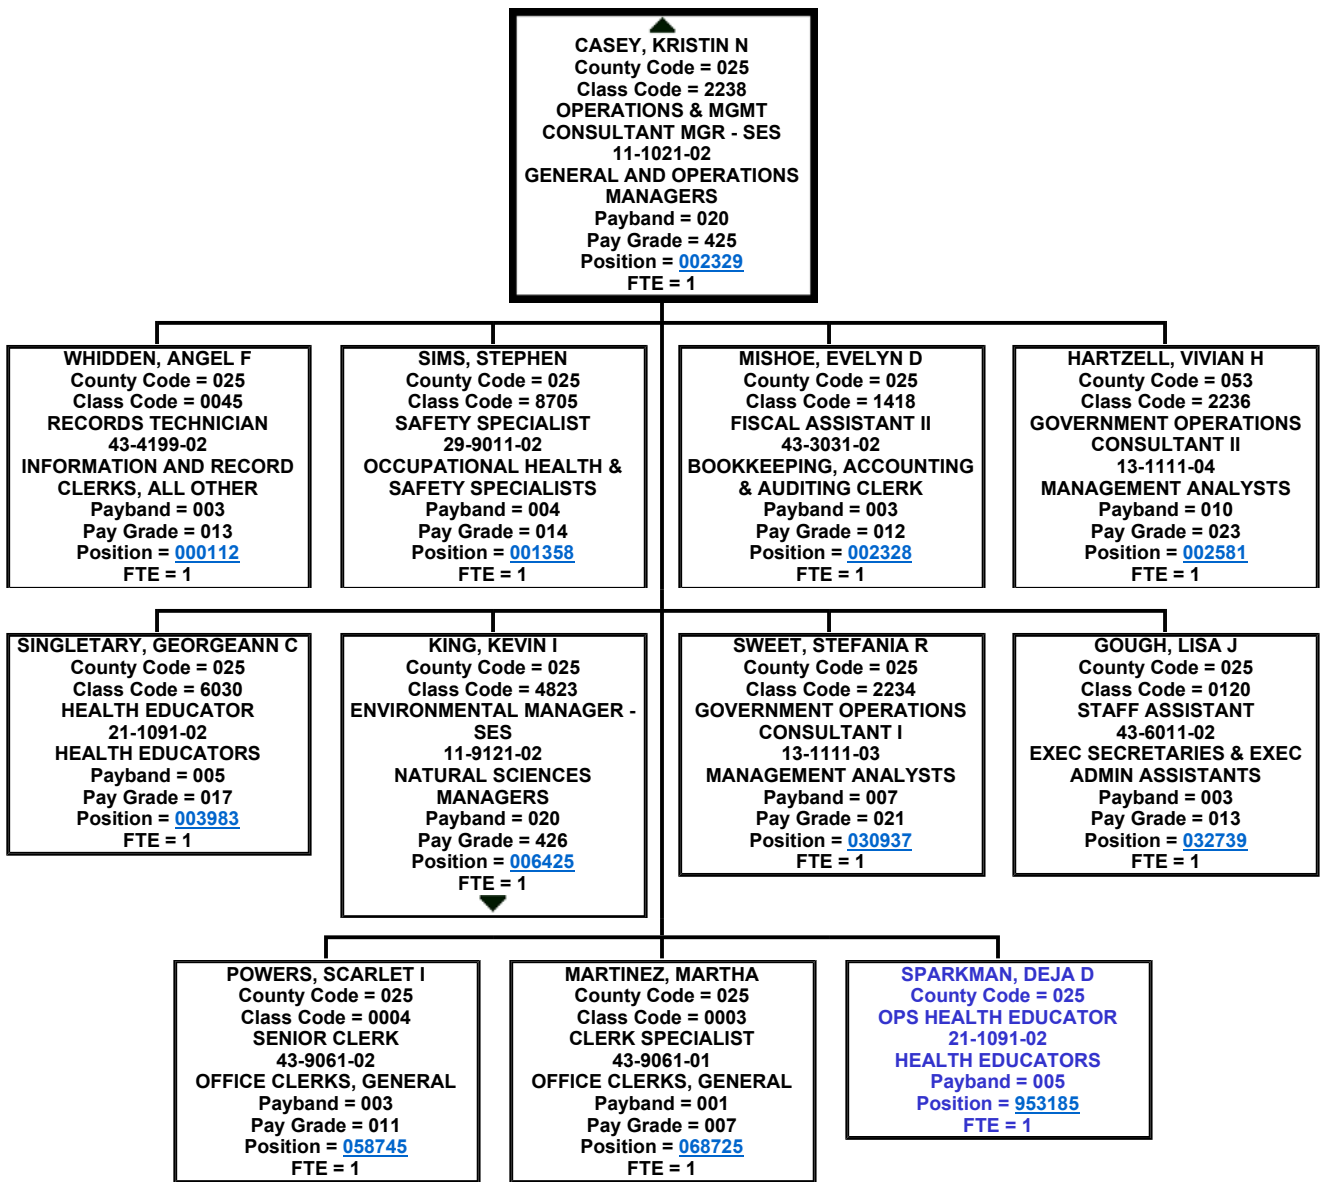 CASEY, KRISTIN N
County Code = 025
Class Code = 2238
OPERATIONS & MGMT
CONSULTANT MGR - SES
11-1021-02
GENERAL AND OPERATIONS
MANAGERS
Payband = 020
Pay Grade = 425
Position = 002329
FTE = 1
WHIDDEN, ANGEL F
County Code = 025
Class Code = 0045
RECORDS TECHNICIAN
43-4199-02
INFORMATION AND RECORD
CLERKS, ALL OTHER
Payband = 003
Pay Grade = 013
Position = 000112
FTE = 1
SIMS, STEPHEN
County Code = 025
Class Code = 8705
SAFETY SPECIALIST
29-9011-02
OCCUPATIONAL HEALTH &
SAFETY SPECIALISTS
Payband = 004
Pay Grade = 014
Position = 001358
FTE = 1
MISHOE, EVELYN D
County Code = 025
Class Code = 1418
FISCAL ASSISTANT II
43-3031-02
BOOKKEEPING, ACCOUNTING
& AUDITING CLERK
Payband = 003
Pay Grade = 012
Position = 002328
FTE = 1
HARTZELL, VIVIAN H
County Code = 053
Class Code = 2236
GOVERNMENT OPERATIONS
CONSULTANT II
13-1111-04
MANAGEMENT ANALYSTS
Payband = 010
Pay Grade = 023
Position = 002581
FTE = 1
SINGLETARY, GEORGEANN C
County Code = 025
Class Code = 6030
HEALTH EDUCATOR
21-1091-02
HEALTH EDUCATORS
Payband = 005
Pay Grade = 017
Position = 003983
FTE = 1
KING, KEVIN I
County Code = 025
Class Code = 4823
ENVIRONMENTAL MANAGER -
SES
11-9121-02
NATURAL SCIENCES
MANAGERS
Payband = 020
Pay Grade = 426
Position = 006425
FTE = 1
SWEET, STEFANIA R
County Code = 025
Class Code = 2234
GOVERNMENT OPERATIONS
CONSULTANT I
13-1111-03
MANAGEMENT ANALYSTS
Payband = 007
Pay Grade = 021
Position = 030937
FTE = 1
GOUGH, LISA J
County Code = 025
Class Code = 0120
STAFF ASSISTANT
43-6011-02
EXEC SECRETARIES & EXEC
ADMIN ASSISTANTS
Payband = 003
Pay Grade = 013
Position = 032739
FTE = 1
POWERS, SCARLET I
County Code = 025
Class Code = 0004
SENIOR CLERK
43-9061-02
OFFICE CLERKS, GENERAL
Payband = 003
Pay Grade = 011
Position = 058745
FTE = 1
MARTINEZ, MARTHA
County Code = 025
Class Code = 0003
CLERK SPECIALIST
43-9061-01
OFFICE CLERKS, GENERAL
Payband = 001
Pay Grade = 007
Position = 068725
FTE = 1
SPARKMAN, DEJA D
County Code = 025
OPS HEALTH EDUCATOR
21-1091-02
HEALTH EDUCATORS
Payband = 005
Position = 953185
FTE = 1